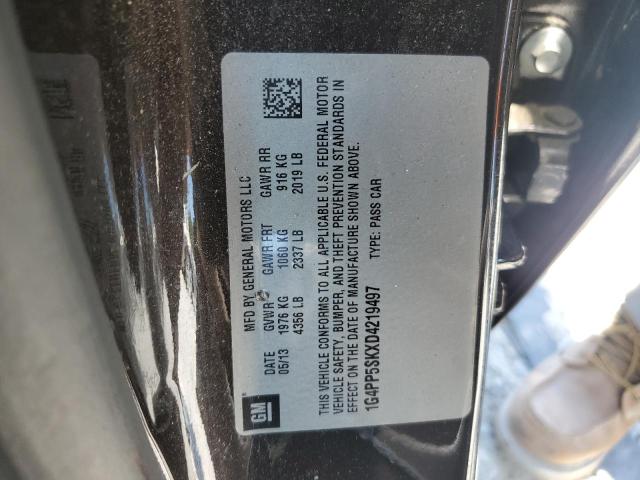 MFD BY GENERAL MOTORS LLC
DATE GVWR GAWR FRT GAWR RR
05/13 1976 KG 1060 KG 916 KG
4356 LB 2337 LB 2019 LB
GM
THIS VEHICLE CONFORMS TO ALL APPLICABLE U.S. FEDERAL MOTOR
VEHICLE SAFETY, BUMPER, AND THEFT PREVENTION STANDARDS IN
EFFECT ON THE DATE OF MANUFACTURE SHOWN ABOVE.
1G4PP5SKXD4219497 TYPE: PASS CAR